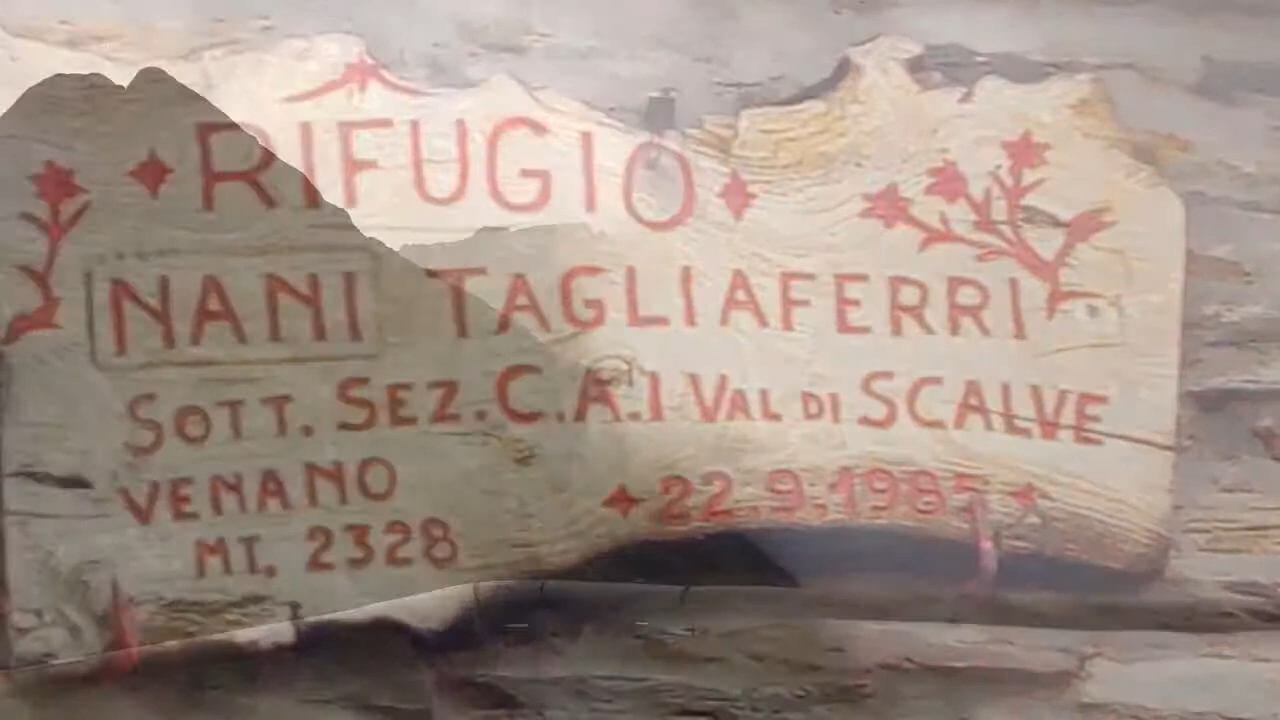 RIFUGIO
NANI TAGLIAFERRI
SOTT. SEZ. C.A.I VAL DI SCALVE
VENANO
22.9.1985
MT. 2328